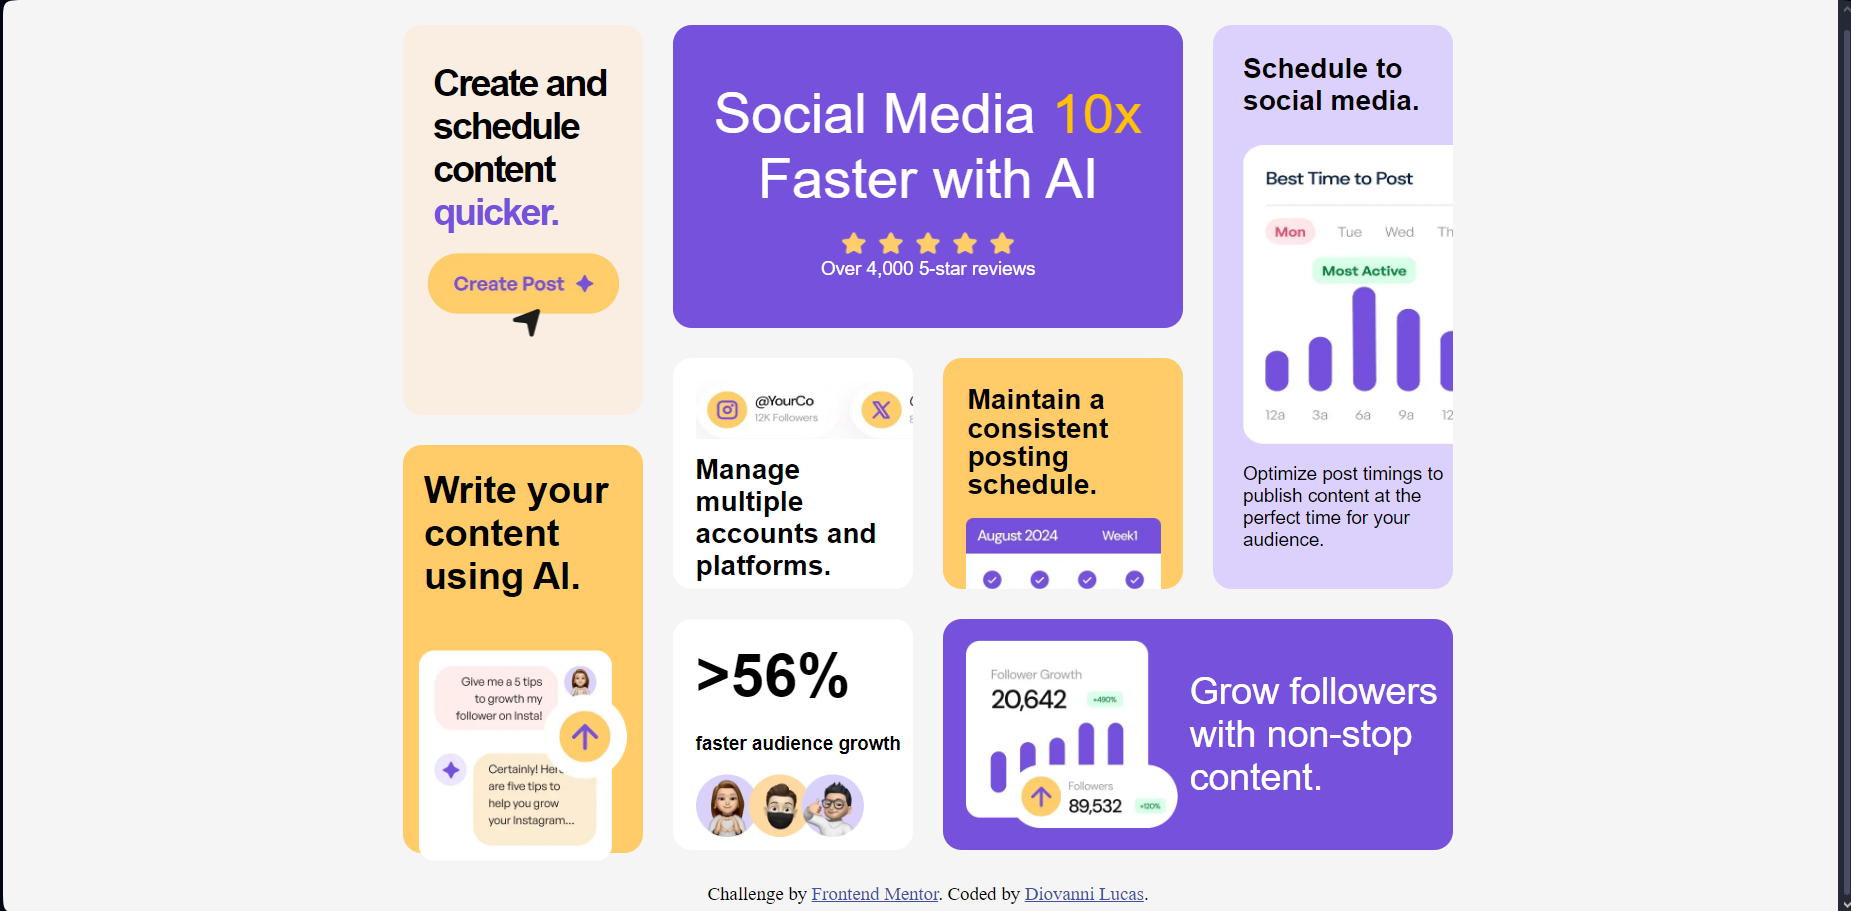 Create and
schedule
content
quicker.
Create Post
Social Media 10x
Faster with AI
Over 4,000 5-star reviews
Schedule to
social media.
Best Time to Post
Mon Tue Wed Th
Most Active
12a 3a 6a 9a 12
Optimize post timings to
publish content at the
perfect time for your
audience.
@YourCo
12K Followers
Manage
multiple
accounts and
platforms.
Maintain a
consistent
posting
schedule.
August 2024 Week1
Write your
content
using AI.
Give me a 5 tips
to growth my
follower on Insta!
Certainly! Here
are five tips to
help you grow
your Instagram...
>56%
faster audience growth
Follower Growth
20,642 +490%
Followers
89,532 +120%
Grow followers
with non-stop
content.
Challenge by Frontend Mentor. Coded by Diovanni Lucas.